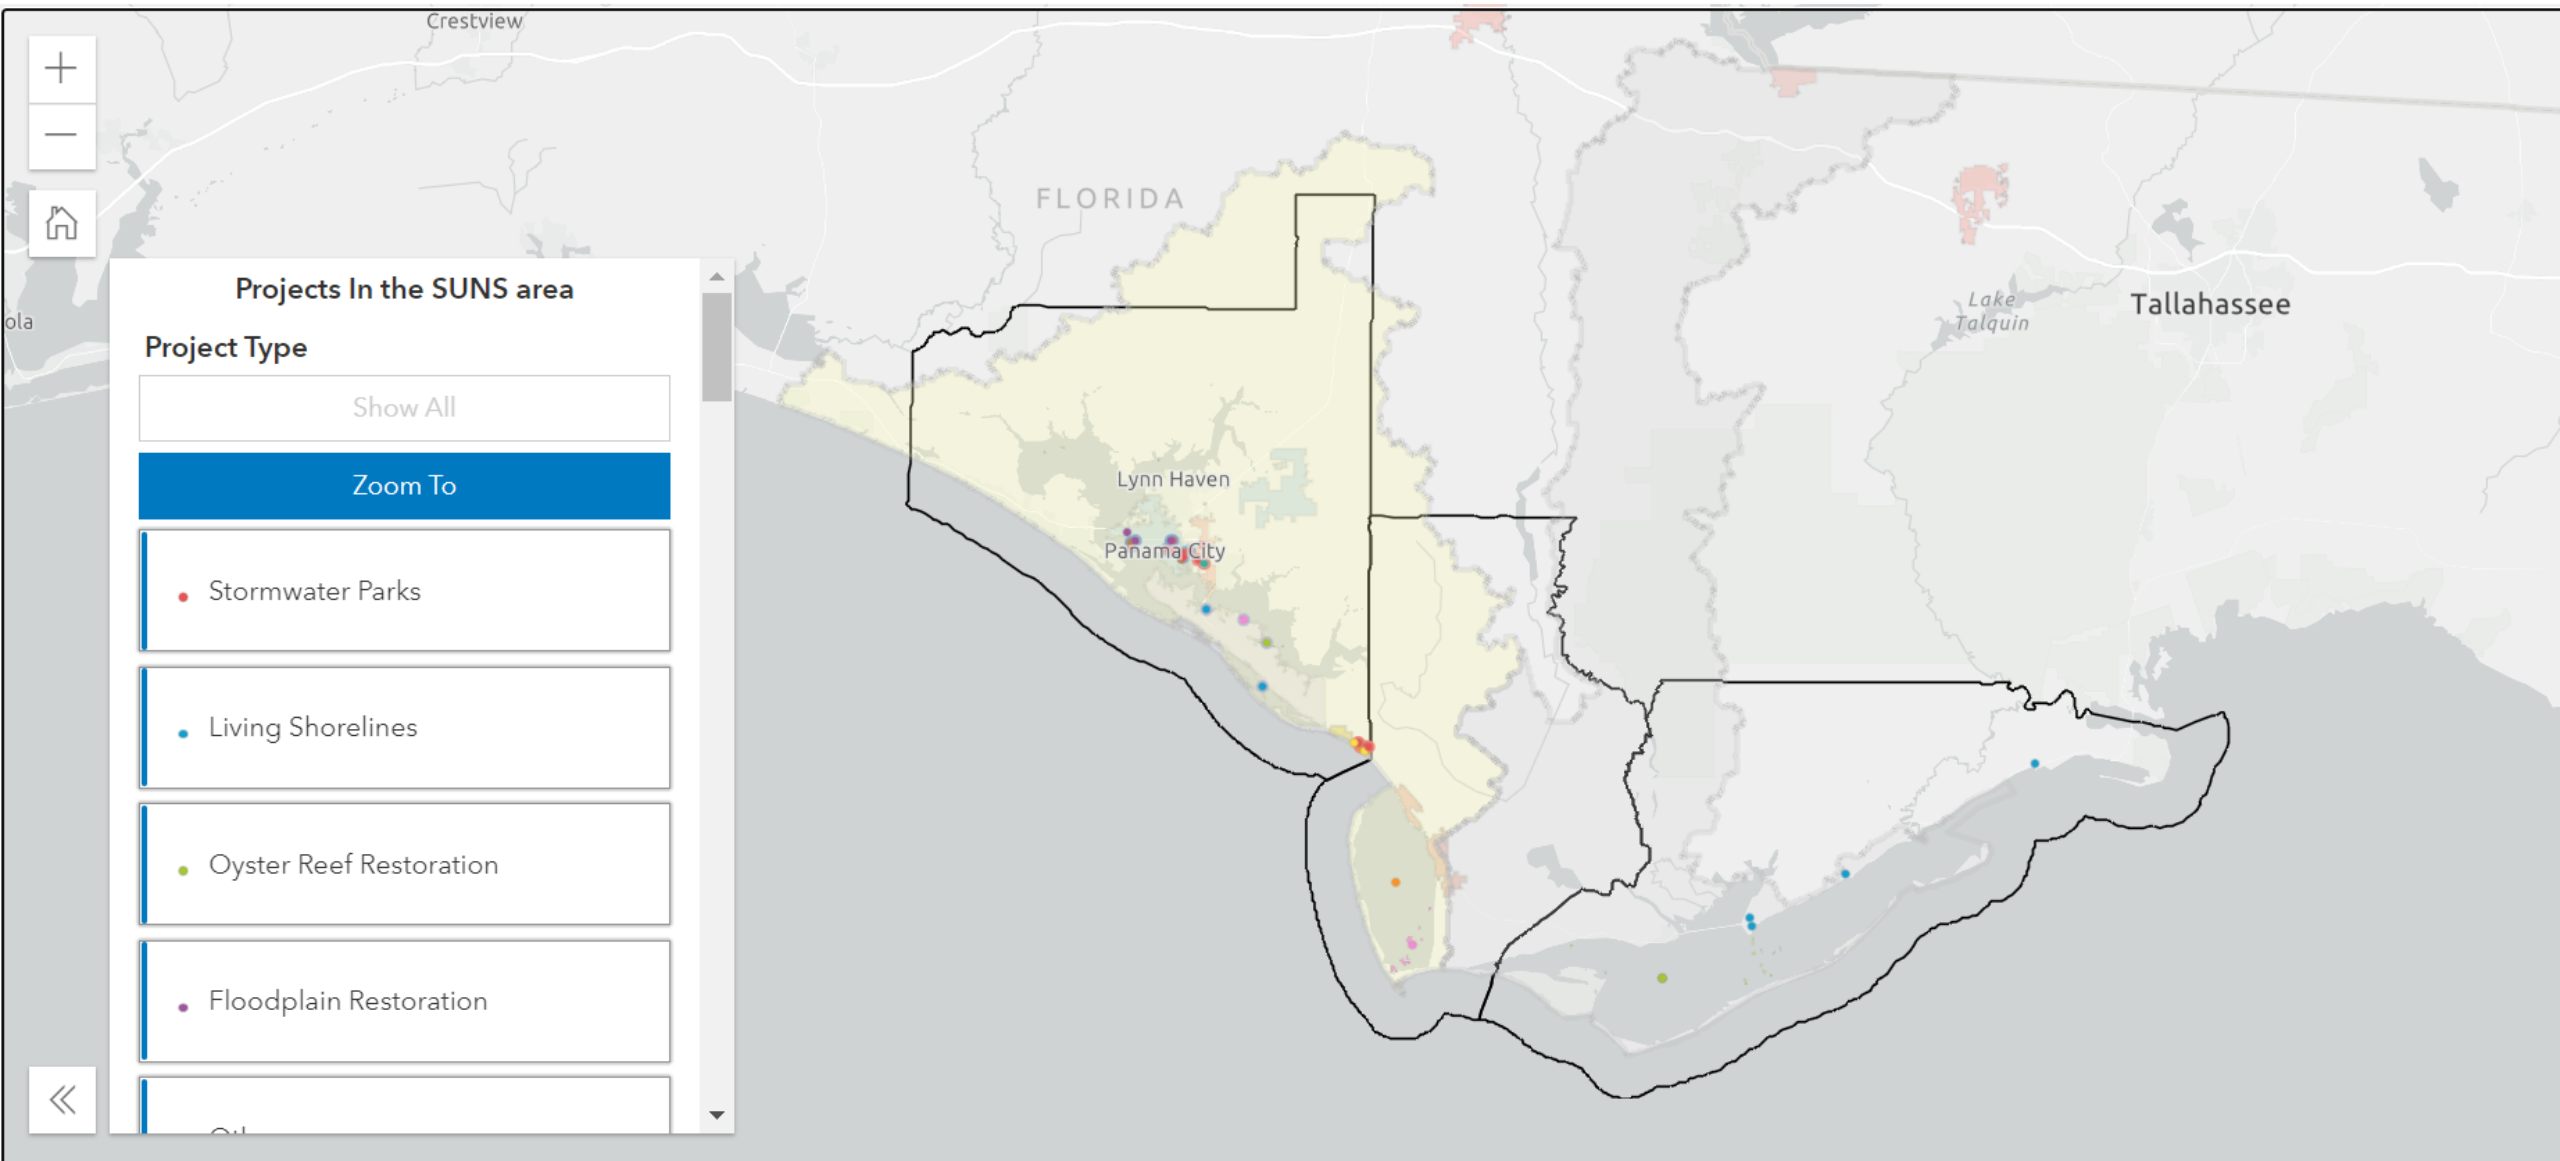 Crestview
FLORIDA
Projects In the SUNS area
Project Type
Show All
Zoom To
Stormwater Parks
Living Shorelines
Oyster Reef Restoration
Floodplain Restoration
ola
Lake
Talquin
Tallahassee
Lynn Haven
Panama City